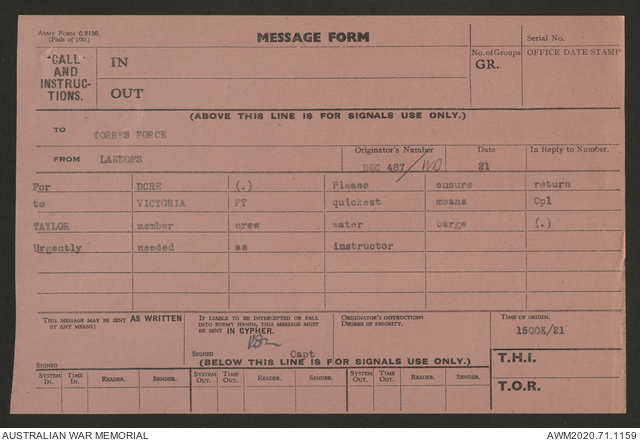 ARMY FORM C.2130.
(Pads of 100.)
MESSAGE FORM
Serial No.
"CALL"
AND
INSTRUC-
TIONS.
IN
OUT
No. of Groups
GR.
OFFICE DATE STAMP
(ABOVE THIS LINE IS FOR SIGNALS USE ONLY.)
TO TORRES FORCE
FROM LANDOPS
Originator's Number
DEC 487/WD
Date
21
In Reply to Number.
For DCRE (.) Please ensure return
to VICTORIA PT quickest means Cpl
TAYLOR member crew water barge (.)
Urgently needed as instructor
THIS MESSAGE MAY BE SENT AS WRITTEN
BY ANY MEANS:
SIGNED
IF LIABLE TO BE INTERCEPTED OR FALL
INTO ENEMY HANDS, THIS MESSAGE MUST
BE SENT IN CYPHER.
SIGNED Capt
ORIGINATOR'S INSTRUCTIONS
DEGREE OF PRIORITY.
TIME OF ORIGIN.
1500K/21
(BELOW THIS LINE IS FOR SIGNALS USE ONLY.)
T.H.I.
T.O.R.
SYSTEM IN. TIME IN. READER. SENDER. SYSTEM OUT. TIME OUT. READER. SENDER. SYSTEM OUT. TIME OUT. READER. SENDER.
AUSTRALIAN WAR MEMORIAL
AWM2020.71.1159